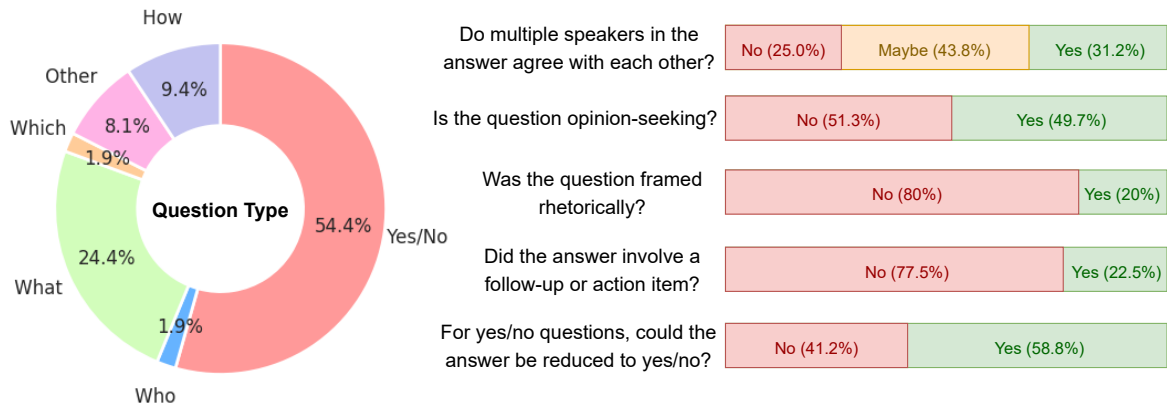 How
9.4%
Other
8.1%
Which
1.9%
Question Type
54.4%
Yes/No
24.4%
What
1.9%
Who
Do multiple speakers in the
answer agree with each other?
No (25.0%)
Maybe (43.8%)
Yes (31.2%)
Is the question opinion-seeking?
No (51.3%)
Yes (49.7%)
Was the question framed
rhetorically?
No (80%)
Yes (20%)
Did the answer involve a
follow-up or action item?
No (77.5%)
Yes (22.5%)
For yes/no questions, could the
answer be reduced to yes/no?
No (41.2%)
Yes (58.8%)